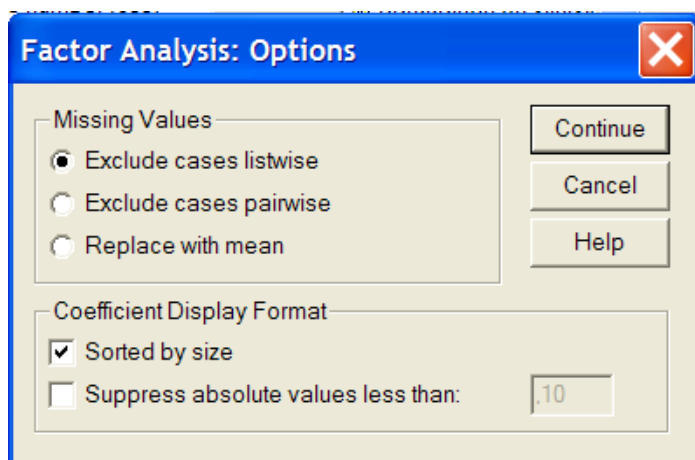 Factor Analysis: Options
Missing Values
Exclude cases listwise
Exclude cases pairwise
Replace with mean
Continue
Cancel
Help
Coefficient Display Format
Sorted by size
Suppress absolute values less than:
.10